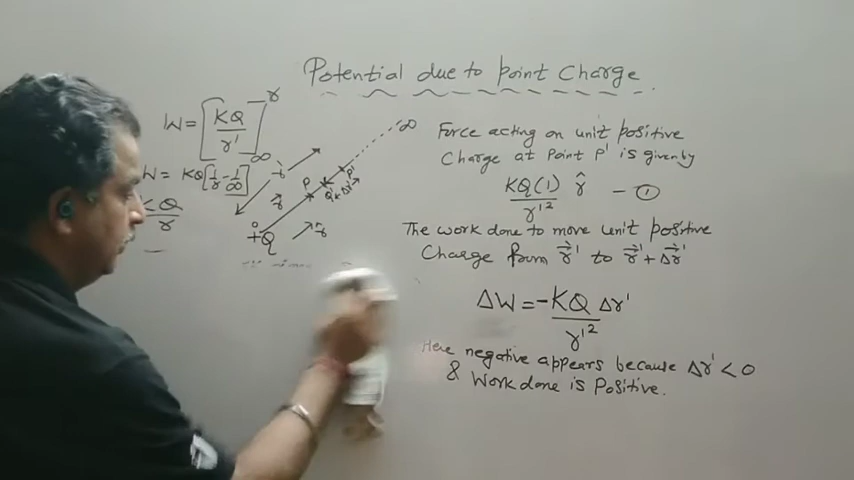 Potential due to point charge.
W = [KQ/r']
r
∞
W = KQ[1/r - 1/∞]
KQ/r
∞
P
P'
+Q
Force acting on unit positive
Charge at point P' is given by
KQ(1)/r'² r̂ — ①
The work done to move unit positive
Charge from r⃗' to r⃗' + Δr⃗'
ΔW = -KQ/r'² Δr'
Here negative appears because Δr' < 0
& Work done is Positive.